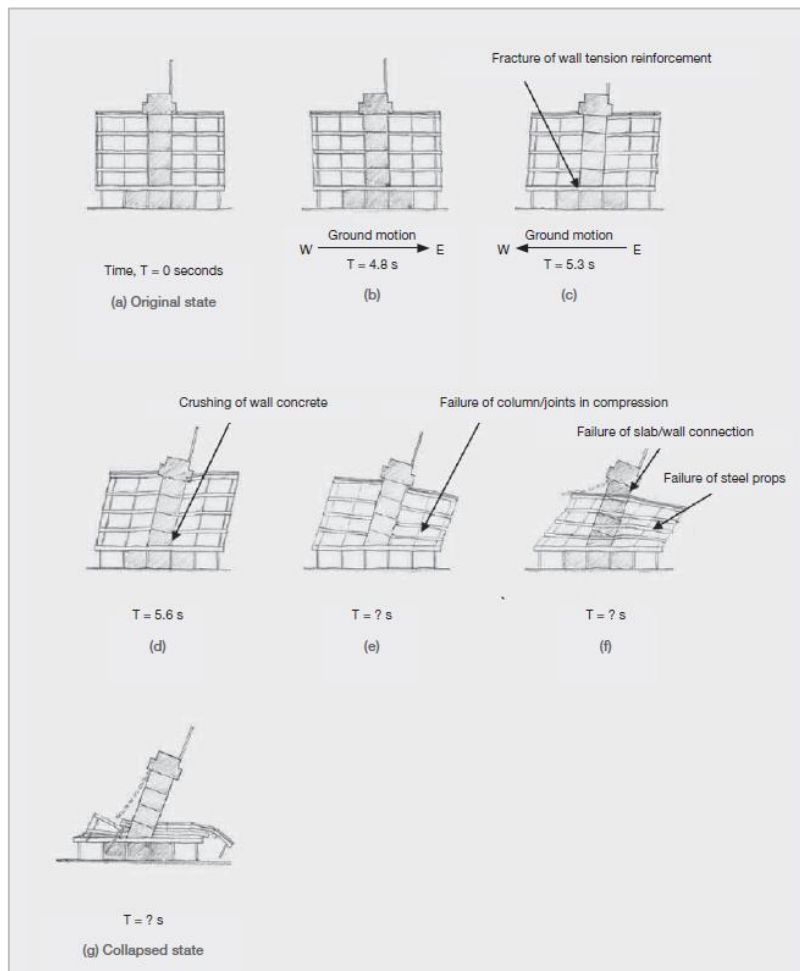 Fracture of wall tension reinforcement
Ground motion
W E
T = 4.8 s
Ground motion
W E
T = 5.3 s
Time, T = 0 seconds
(a) Original state
(b)
(c)
Crushing of wall concrete
Failure of column/joints in compression
Failure of slab/wall connection
Failure of steel props
T = 5.6 s
T = ? s
T = ? s
(d)
(e)
(f)
T = ? s
(g) Collapsed state